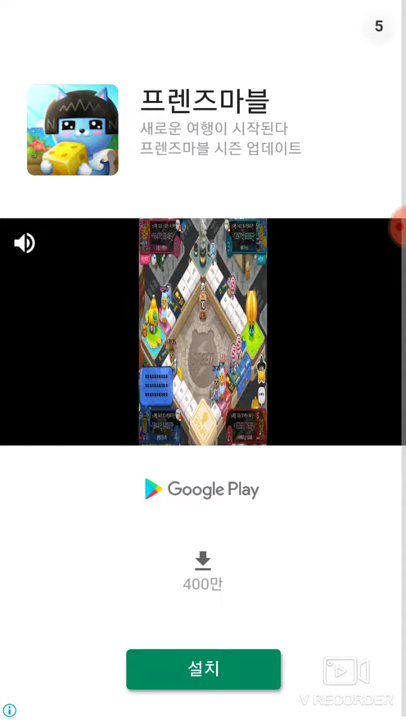 5
프렌즈마블
새로운 여행이 시작된다
프렌즈마블 시즌 업데이트
Google Play
400만
설치
V RECORDER